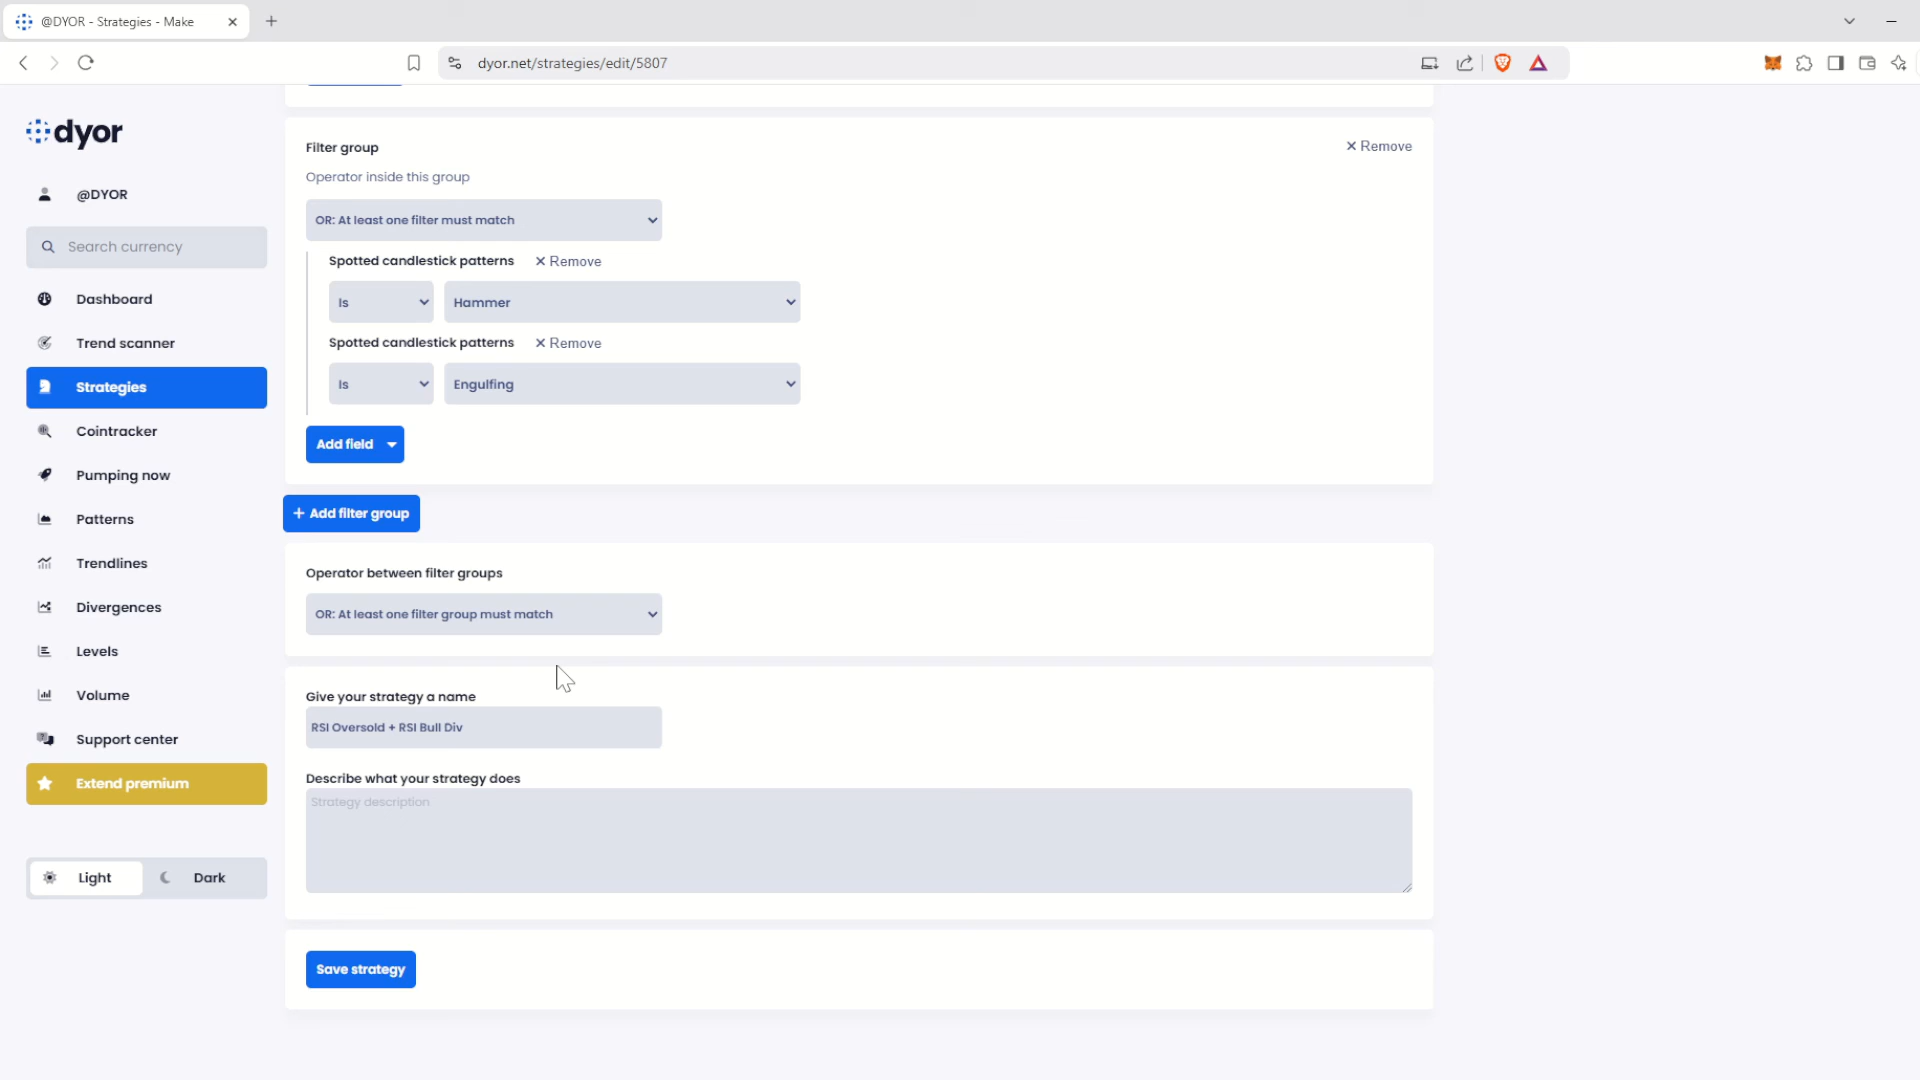 @DYOR - Strategies - Make
dyor.net/strategies/edit/5807
dyor
@DYOR
Search currency
Dashboard
Trend scanner
Strategies
Cointracker
Pumping now
Patterns
Trendlines
Divergences
Levels
Volume
Support center
Extend premium
Light
Dark
Filter group
Remove
Operator inside this group
OR: At least one filter must match
Spotted candlestick patterns
Remove
Is
Hammer
Spotted candlestick patterns
Remove
Is
Engulfing
Add field
+ Add filter group
Operator between filter groups
OR: At least one filter group must match
Give your strategy a name
RSI Oversold + RSI Bull Div
Describe what your strategy does
Strategy description
Save strategy